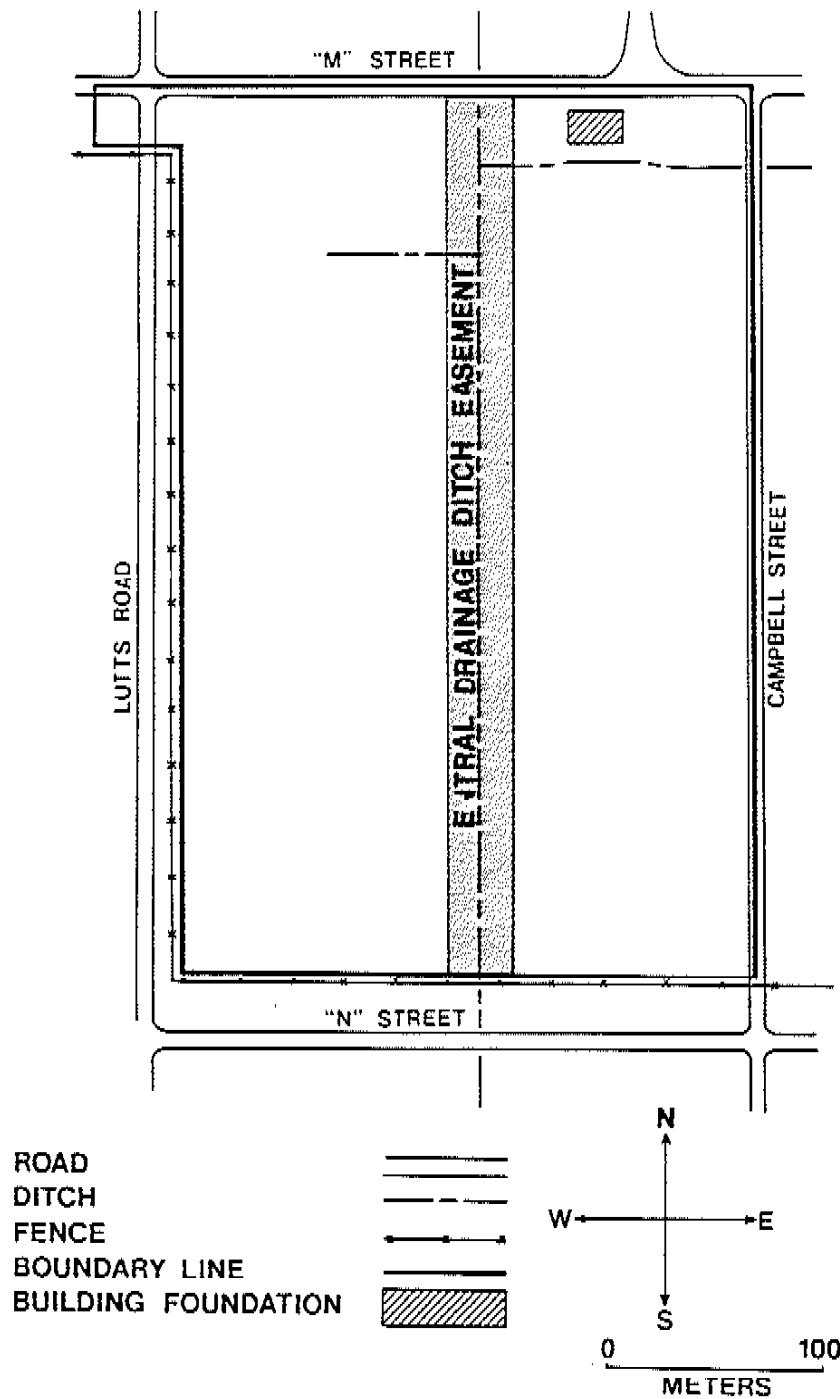 "M" STREET
LUTTS ROAD
E NTRAL DRAINAGE DITCH EASEMENT
CAMPBELL STREET
"N" STREET
ROAD
DITCH
FENCE
BOUNDARY LINE
BUILDING FOUNDATION
N
W
E
S
0 100
METERS